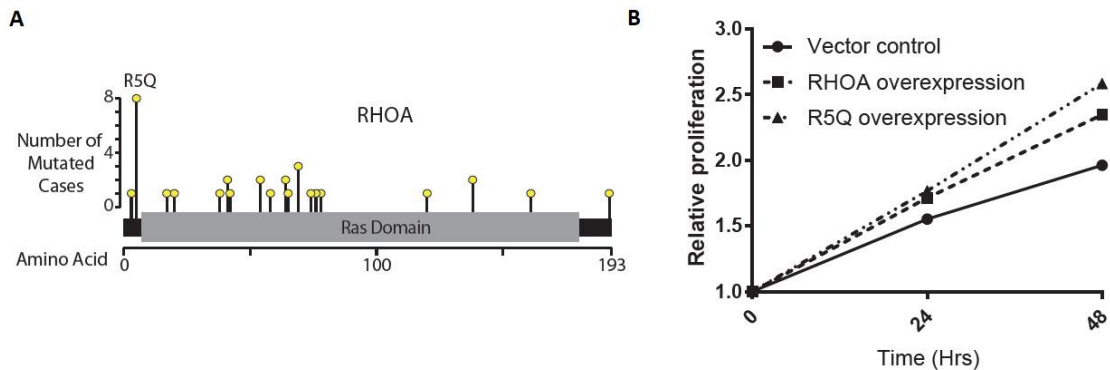 A
R5Q
RHOA
8
4
0
Number of
Mutated
Cases
Ras Domain
Amino Acid
0
100
193
B
3.0
2.5
2.0
1.5
1.0
Relative proliferation
Vector control
RHOA overexpression
R5Q overexpression
0
24
48
Time (Hrs)